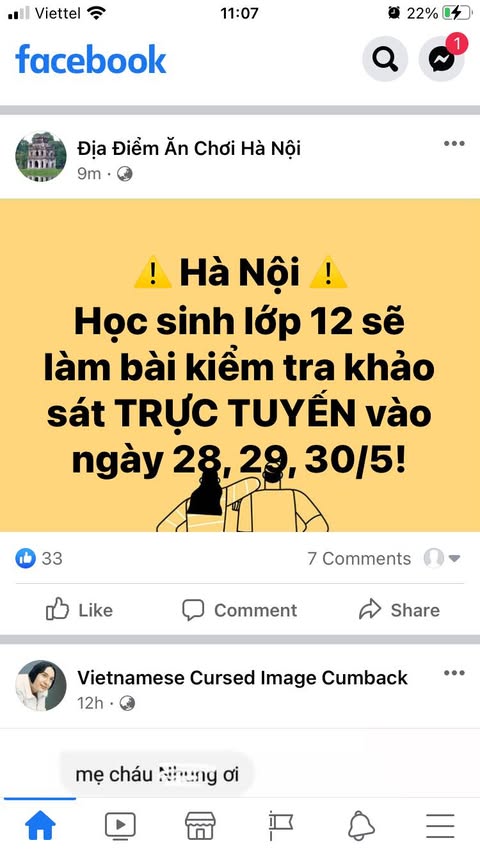 Viettel 11:07 22%
facebook
1
Địa Điểm Ăn Chơi Hà Nội
9m ·
⚠️ Hà Nội ⚠️
Học sinh lớp 12 sẽ
làm bài kiểm tra khảo
sát TRỰC TUYẾN vào
ngày 28, 29, 30/5!
33 7 Comments
Like Comment Share
Vietnamese Cursed Image Cumback
12h ·
mẹ cháu Nhung ơi